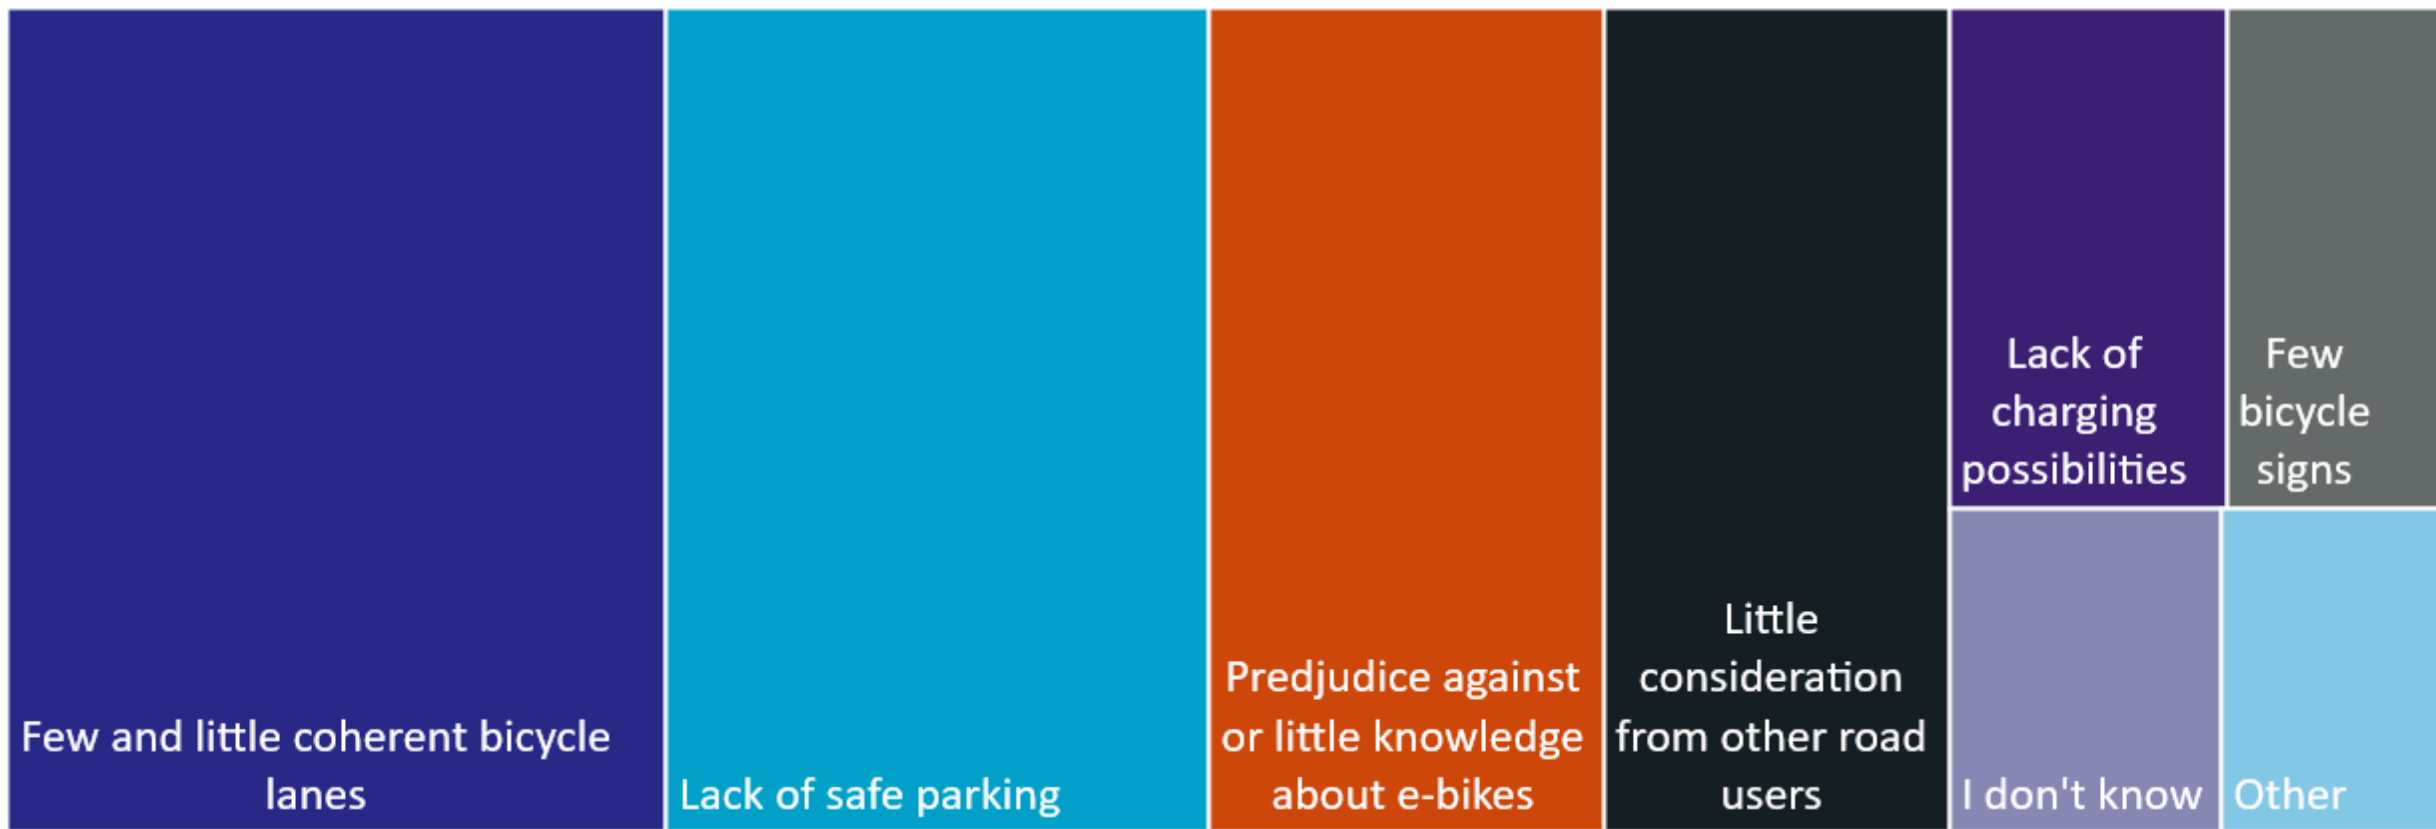 Few and little coherent bicycle
lanes
Lack of safe parking
Predjudice against
or little knowledge
about e-bikes
Little
consideration
from other road
users
Lack of
charging
possibilities
Few
bicycle
signs
I don't know
Other